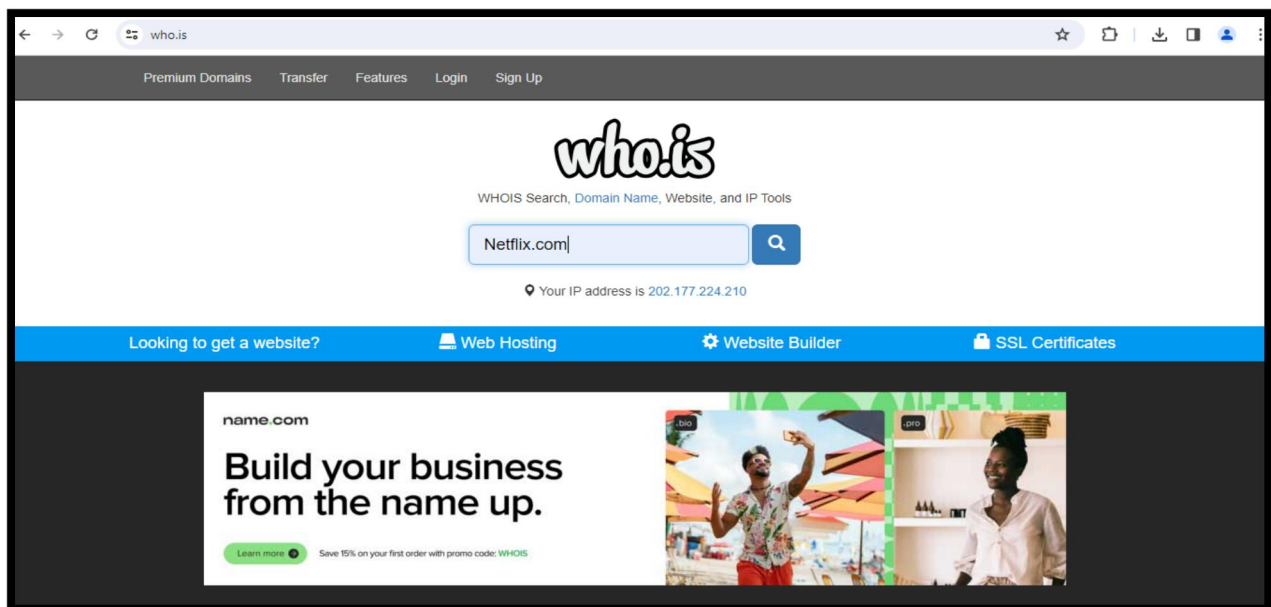 who.is
Premium Domains Transfer Features Login Sign Up
who.is
WHOIS Search, Domain Name, Website, and IP Tools
Netflix.com
Your IP address is 202.177.224.210
Looking to get a website? Web Hosting Website Builder SSL Certificates
name.com
.bio
.pro
Build your business
from the name up.
Learn more Save 15% on your first order with promo code: WHOIS